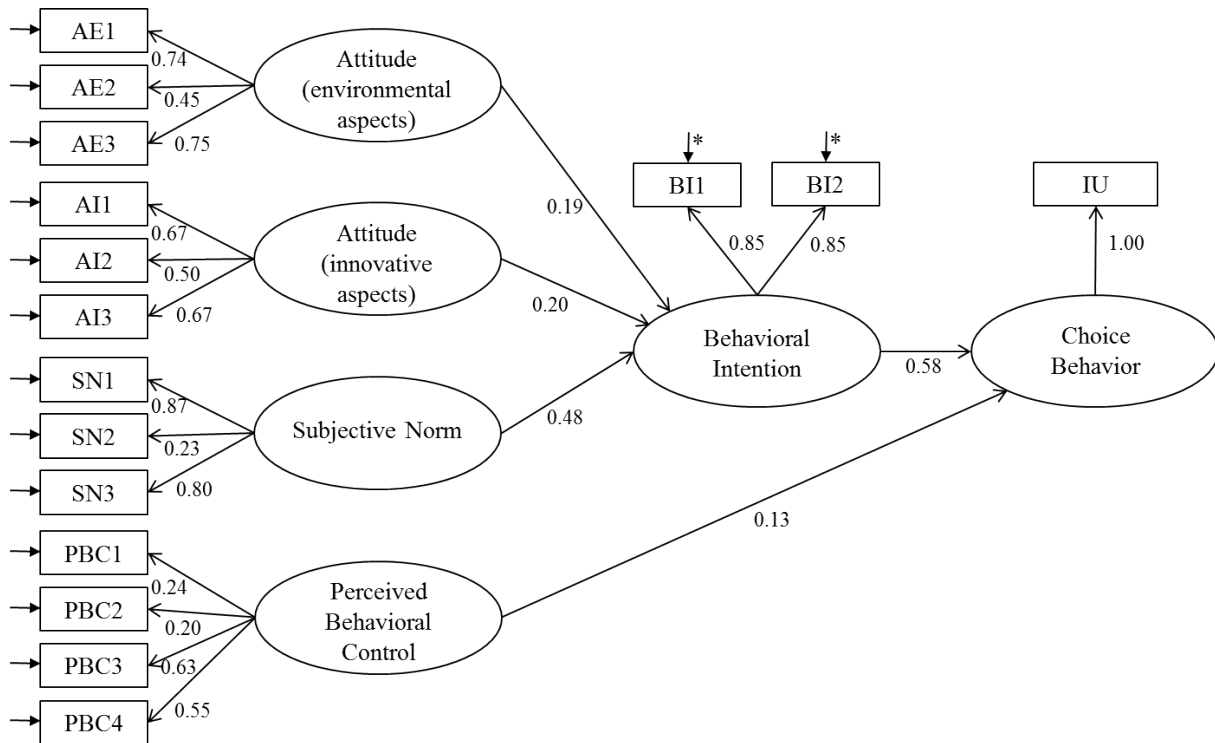 AE1
0.74
AE2
0.45
AE3
0.75
Attitude
(environmental
aspects)
0.19
AI1
0.67
AI2
0.50
AI3
0.67
Attitude
(innovative
aspects)
0.20
SN1
0.87
SN2
0.23
SN3
0.80
Subjective Norm
0.48
PBC1
0.24
PBC2
0.20
PBC3
0.63
PBC4
0.55
Perceived
Behavioral
Control
0.13
*
*
BI1
BI2
0.85
0.85
Behavioral
Intention
0.58
IU
1.00
Choice
Behavior